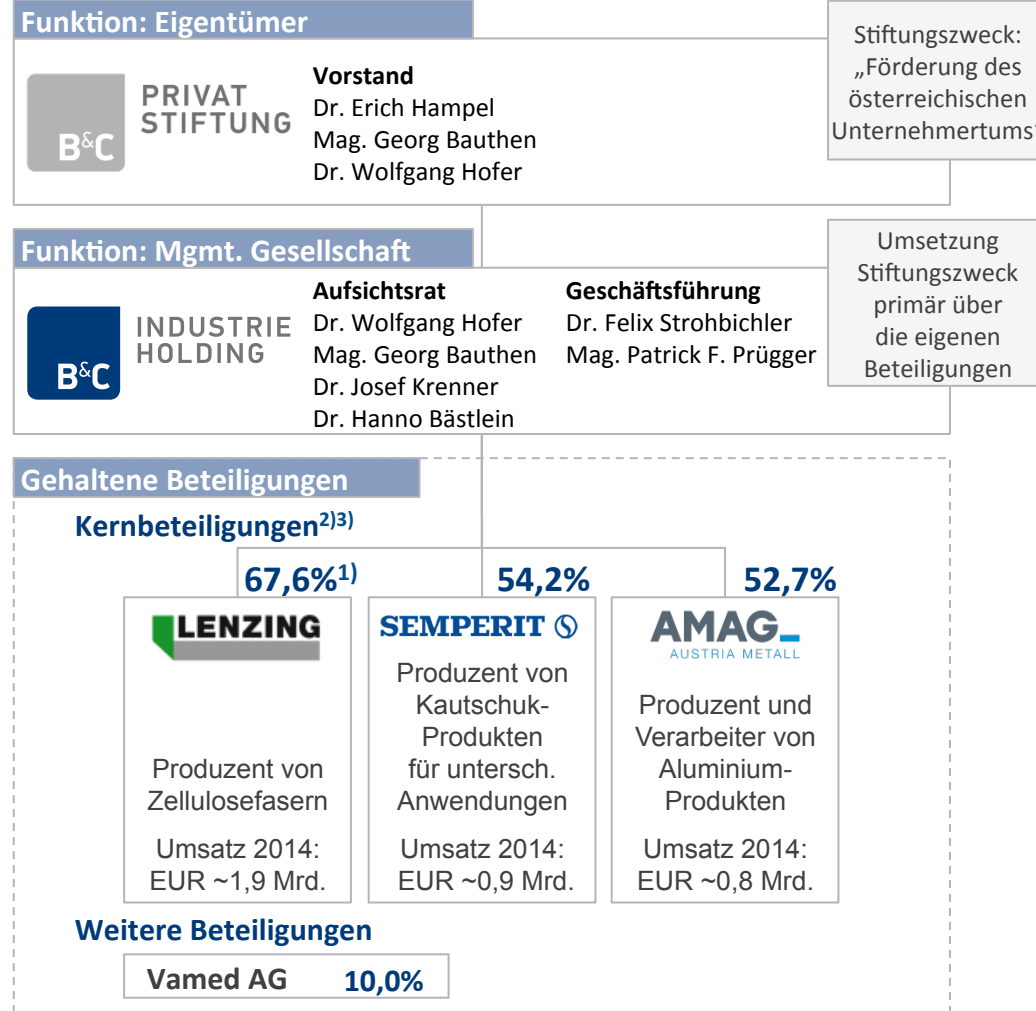 Funktion: Eigentümer
Stiftungszweck:
„Förderung des
österreichischen
Unternehmertums“
B&C
PRIVAT
STIFTUNG
Vorstand
Dr. Erich Hampel
Mag. Georg Bauthen
Dr. Wolfgang Hofer
Funktion: Mgmt. Gesellschaft
Umsetzung
Stiftungszweck
primär über
die eigenen
Beteiligungen
B&C
INDUSTRIE
HOLDING
Aufsichtsrat
Dr. Wolfgang Hofer
Mag. Georg Bauthen
Dr. Josef Krenner
Dr. Hanno Bästlein
Geschäftsführung
Dr. Felix Strohbichler
Mag. Patrick F. Prügger
Gehaltene Beteiligungen
Kernbeteiligungen2)3)
67,6%1)
LENZING
Produzent von
Zellulosefasern
Umsatz 2014:
EUR ~1,9 Mrd.
54,2%
SEMPERIT S
Produzent von
Kautschuk-
Produkten
für untersch.
Anwendungen
Umsatz 2014:
EUR ~0,9 Mrd.
52,7%
AMAG_
AUSTRIA METALL
Produzent und
Verarbeiter von
Aluminium-
Produkten
Umsatz 2014:
EUR ~0,8 Mrd.
Weitere Beteiligungen
Vamed AG 10,0%